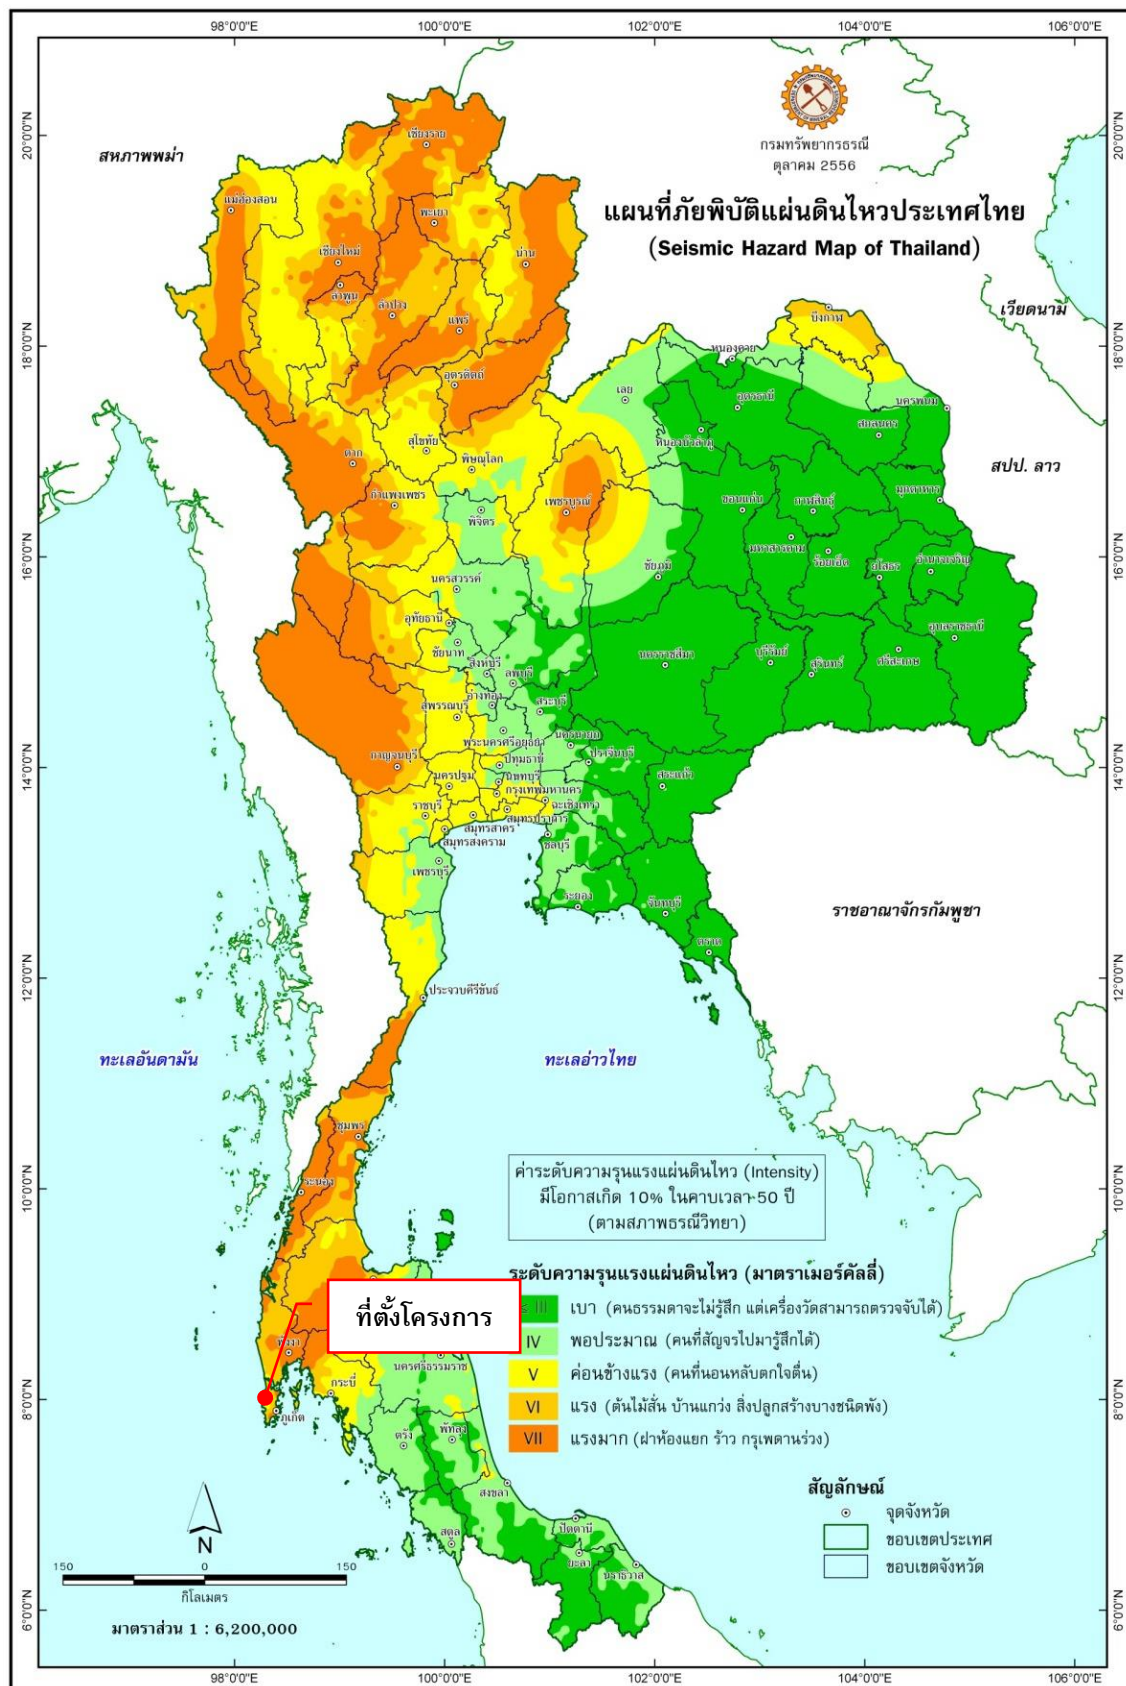 98°0'0"E
100°0'0"E
102°0'0"E
104°0'0"E
106°0'0"E
20°0'0"N
20°0'0"N
18°0'0"N
18°0'0"N
16°0'0"N
16°0'0"N
14°0'0"N
14°0'0"N
12°0'0"N
12°0'0"N
10°0'0"N
10°0'0"N
8°0'0"N
8°0'0"N
6°0'0"N
6°0'0"N
กรมทรัพยากรธรณี
ตุลาคม 2556
แผนที่ภัยพิบัติแผ่นดินไหวประเทศไทย
(Seismic Hazard Map of Thailand)
สหภาพพม่า
เวียดนาม
สปป. ลาว
ราชอาณาจักรกัมพูชา
ทะเลอันดามัน
ทะเลอ่าวไทย
เชียงราย
แม่ฮ่องสอน
พะเยา
เชียงใหม่
น่าน
ลำพูน
ลำปาง
แพร่
อุตรดิตถ์
บึงกาฬ
หนองคาย
เลย
อุดรธานี
นครพนม
สกลนคร
หนองบัวลำภู
สุโขทัย
ตาก
พิษณุโลก
กำแพงเพชร
เพชรบูรณ์
พิจิตร
ขอนแก่น
กาฬสินธุ์
มุกดาหาร
มหาสารคาม
ร้อยเอ็ด
ยโสธร
อำนาจเจริญ
ชัยภูมิ
นครสวรรค์
อุทัยธานี
ชัยนาท
สิงห์บุรี
ลพบุรี
อ่างทอง
สุพรรณบุรี
สระบุรี
นครราชสีมา
บุรีรัมย์
สุรินทร์
ศรีสะเกษ
อุบลราชธานี
พระนครศรีอยุธยา
นครนายก
ปราจีนบุรี
ปทุมธานี
กาญจนบุรี
นครปฐม
นนทบุรี
กรุงเทพมหานคร
สระแก้ว
ฉะเชิงเทรา
ราชบุรี
สมุทรปราการ
สมุทรสาคร
สมุทรสงคราม
ชลบุรี
เพชรบุรี
ระยอง
จันทบุรี
ตราด
ประจวบคีรีขันธ์
ชุมพร
ระนอง
พังงา
กระบี่
ภูเก็ต
นครศรีธรรมราช
ตรัง
พัทลุง
สงขลา
สตูล
ปัตตานี
ยะลา
นราธิวาส
ที่ตั้งโครงการ
ค่าระดับความรุนแรงแผ่นดินไหว (Intensity)
มีโอกาสเกิด 10% ในคาบเวลา 50 ปี
(ตามสภาพธรณีวิทยา)
ระดับความรุนแรงแผ่นดินไหว (มาตราเมอร์คัลลี่)
III เบา (คนธรรมดาจะไม่รู้สึก แต่เครื่องวัดสามารถตรวจจับได้)
IV พอประมาณ (คนที่สัญจรไปมารู้สึกได้)
V ค่อนข้างแรง (คนที่นอนหลับตกใจตื่น)
VI แรง (ต้นไม้สั่น บ้านแกว่ง สิ่งปลูกสร้างบางชนิดพัง)
VII แรงมาก (ฝาห้องแยก ร้าว กรุเพดานร่วง)
สัญลักษณ์
จุดจังหวัด
ขอบเขตประเทศ
ขอบเขตจังหวัด
N
150
0
150
กิโลเมตร
มาตราส่วน 1 : 6,200,000
98°0'0"E
100°0'0"E
102°0'0"E
104°0'0"E
106°0'0"E